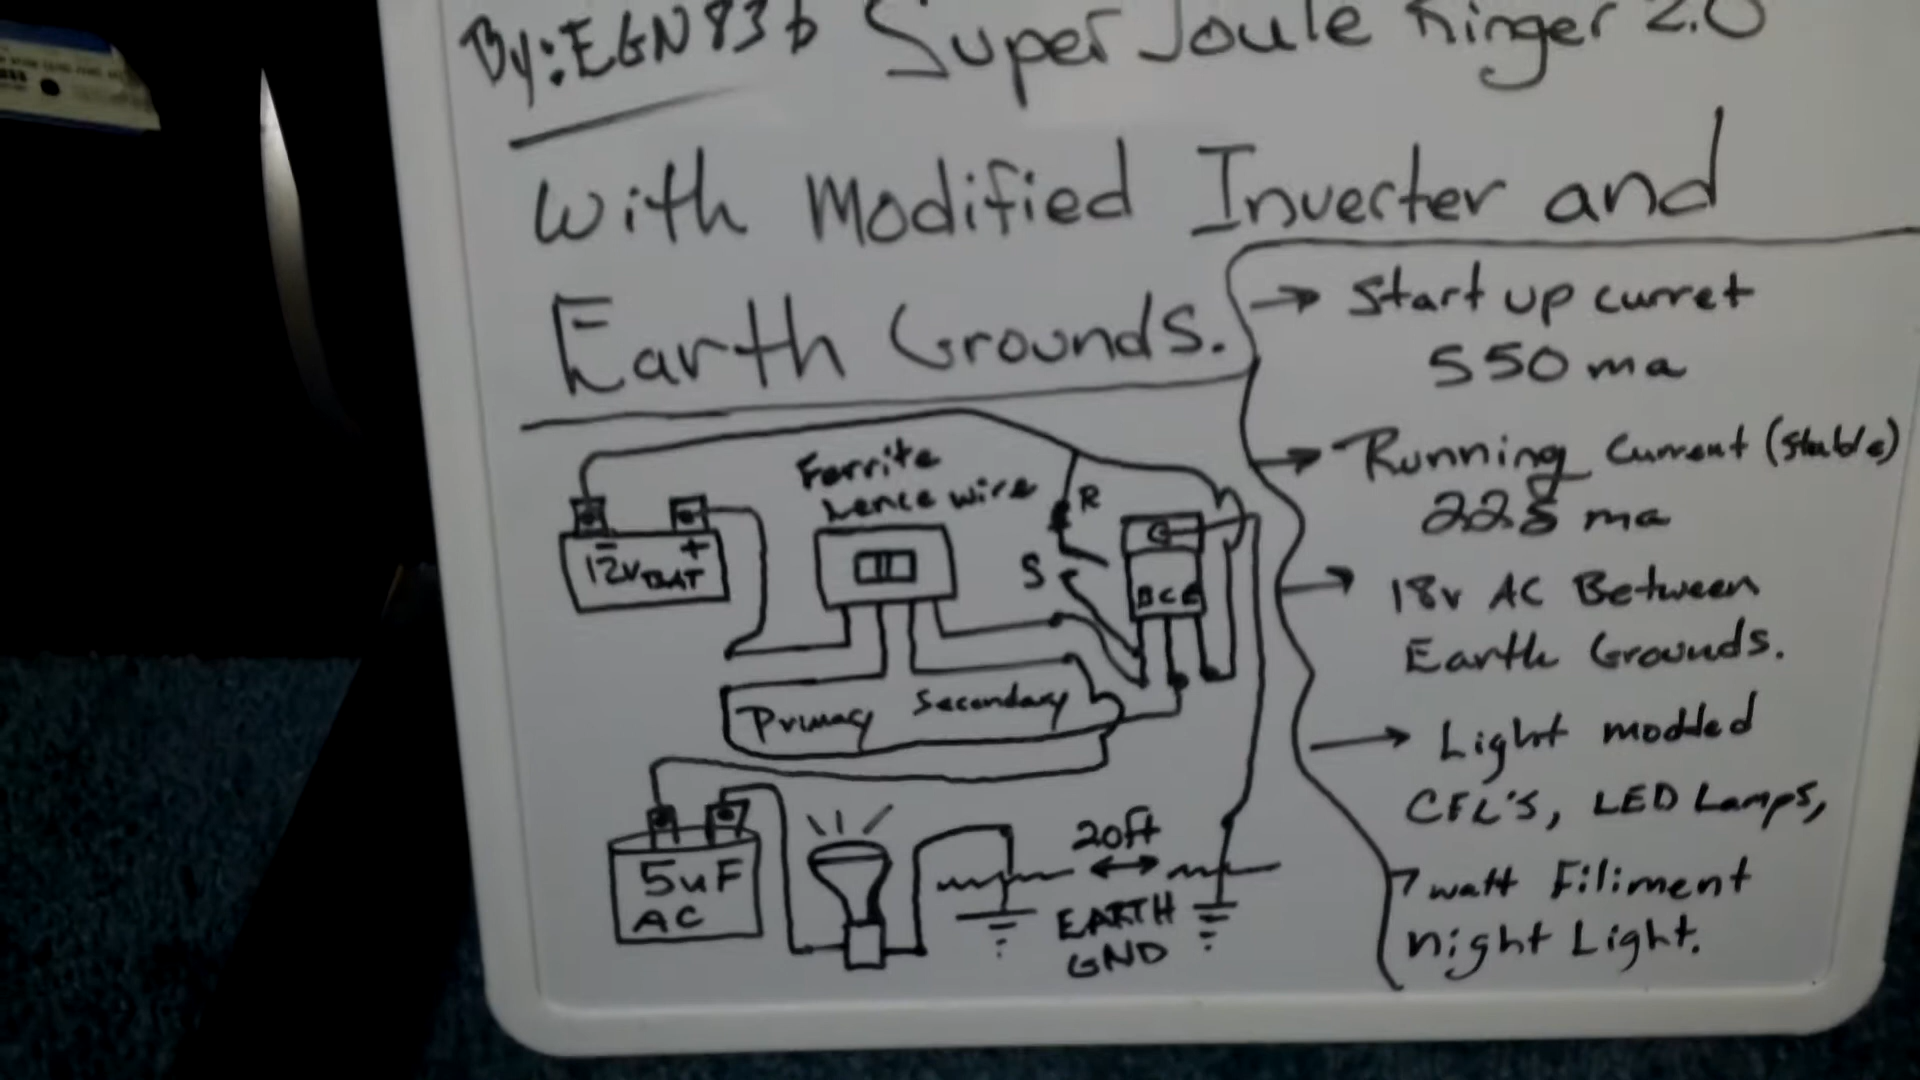 By: EGN836 Super Joule Ringer 2.0
with Modified Inverter and
Earth Grounds.
→ Start up curret
550 ma
→ Running Current (Stable)
228 ma
→ 18v AC Between
Earth Grounds.
→ Light modded
CFL'S, LED Lamps,
7 watt Filiment
night Light.
Ferrite
wire
R
S
- +
12V BAT
C
B C E
Primary Secondary
5uF
AC
20ft
EARTH
GND